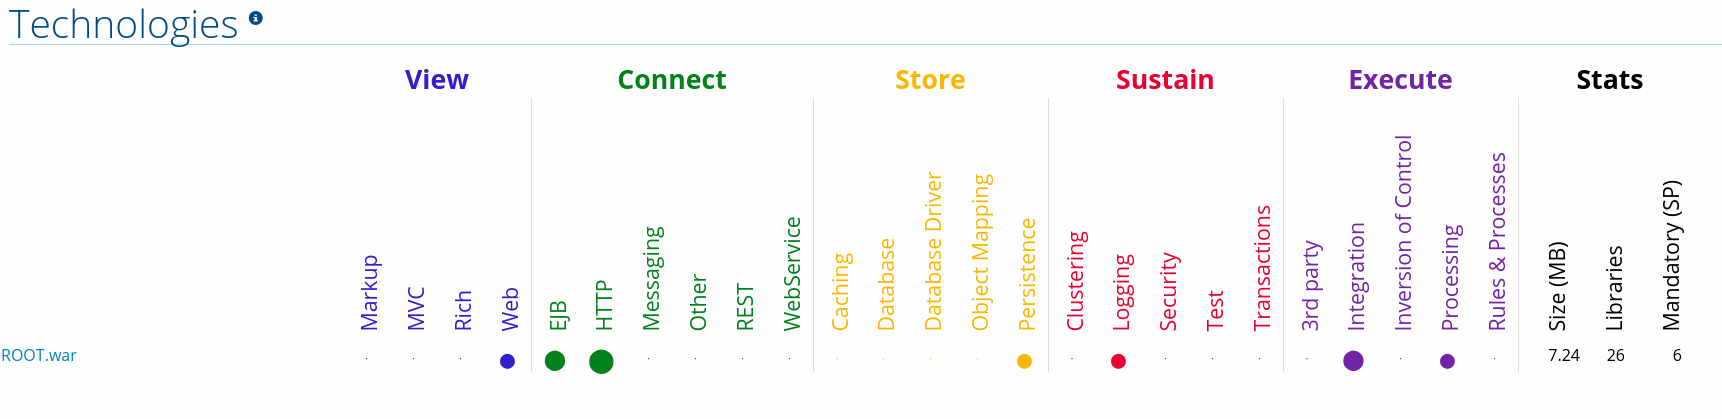 Technologies
View Connect Store Sustain Execute Stats
Markup MVC Rich Web EJB HTTP Messaging Other REST WebService Caching Database Database Driver Object Mapping Persistence Clustering Logging Security Test Transactions 3rd party Integration Inversion of Control Processing Rules & Processes Size (MB) Libraries Mandatory (SP)
ROOT.war 7.24 26 6